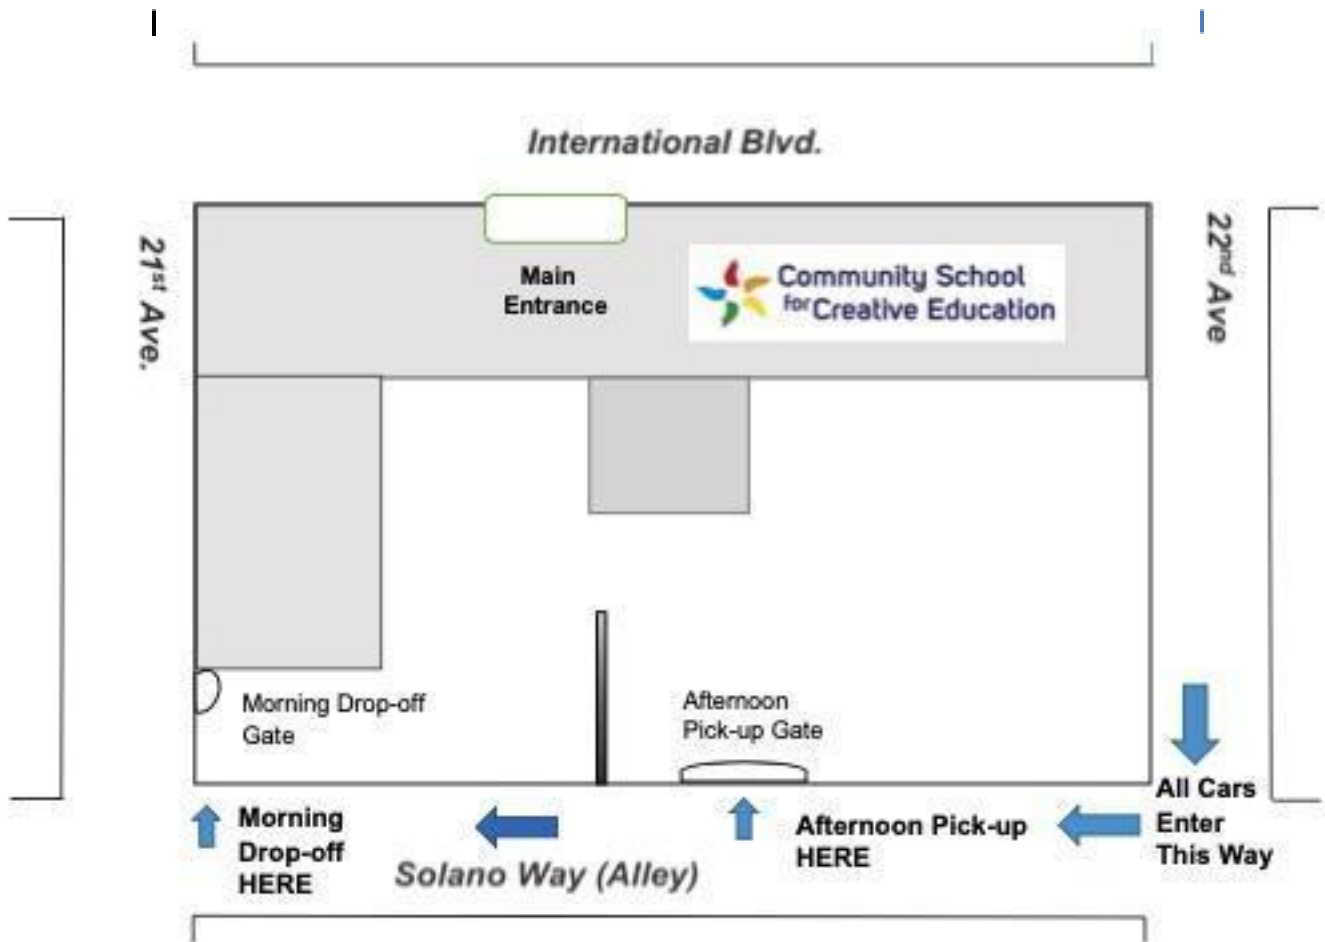 International Blvd.
21st Ave.
Main
Entrance
Community School
for Creative Education
22nd Ave
Morning Drop-off
Gate
Afternoon
Pick-up Gate
All Cars
Enter
This Way
Morning
Drop-off
HERE
Afternoon Pick-up
HERE
Solano Way (Alley)